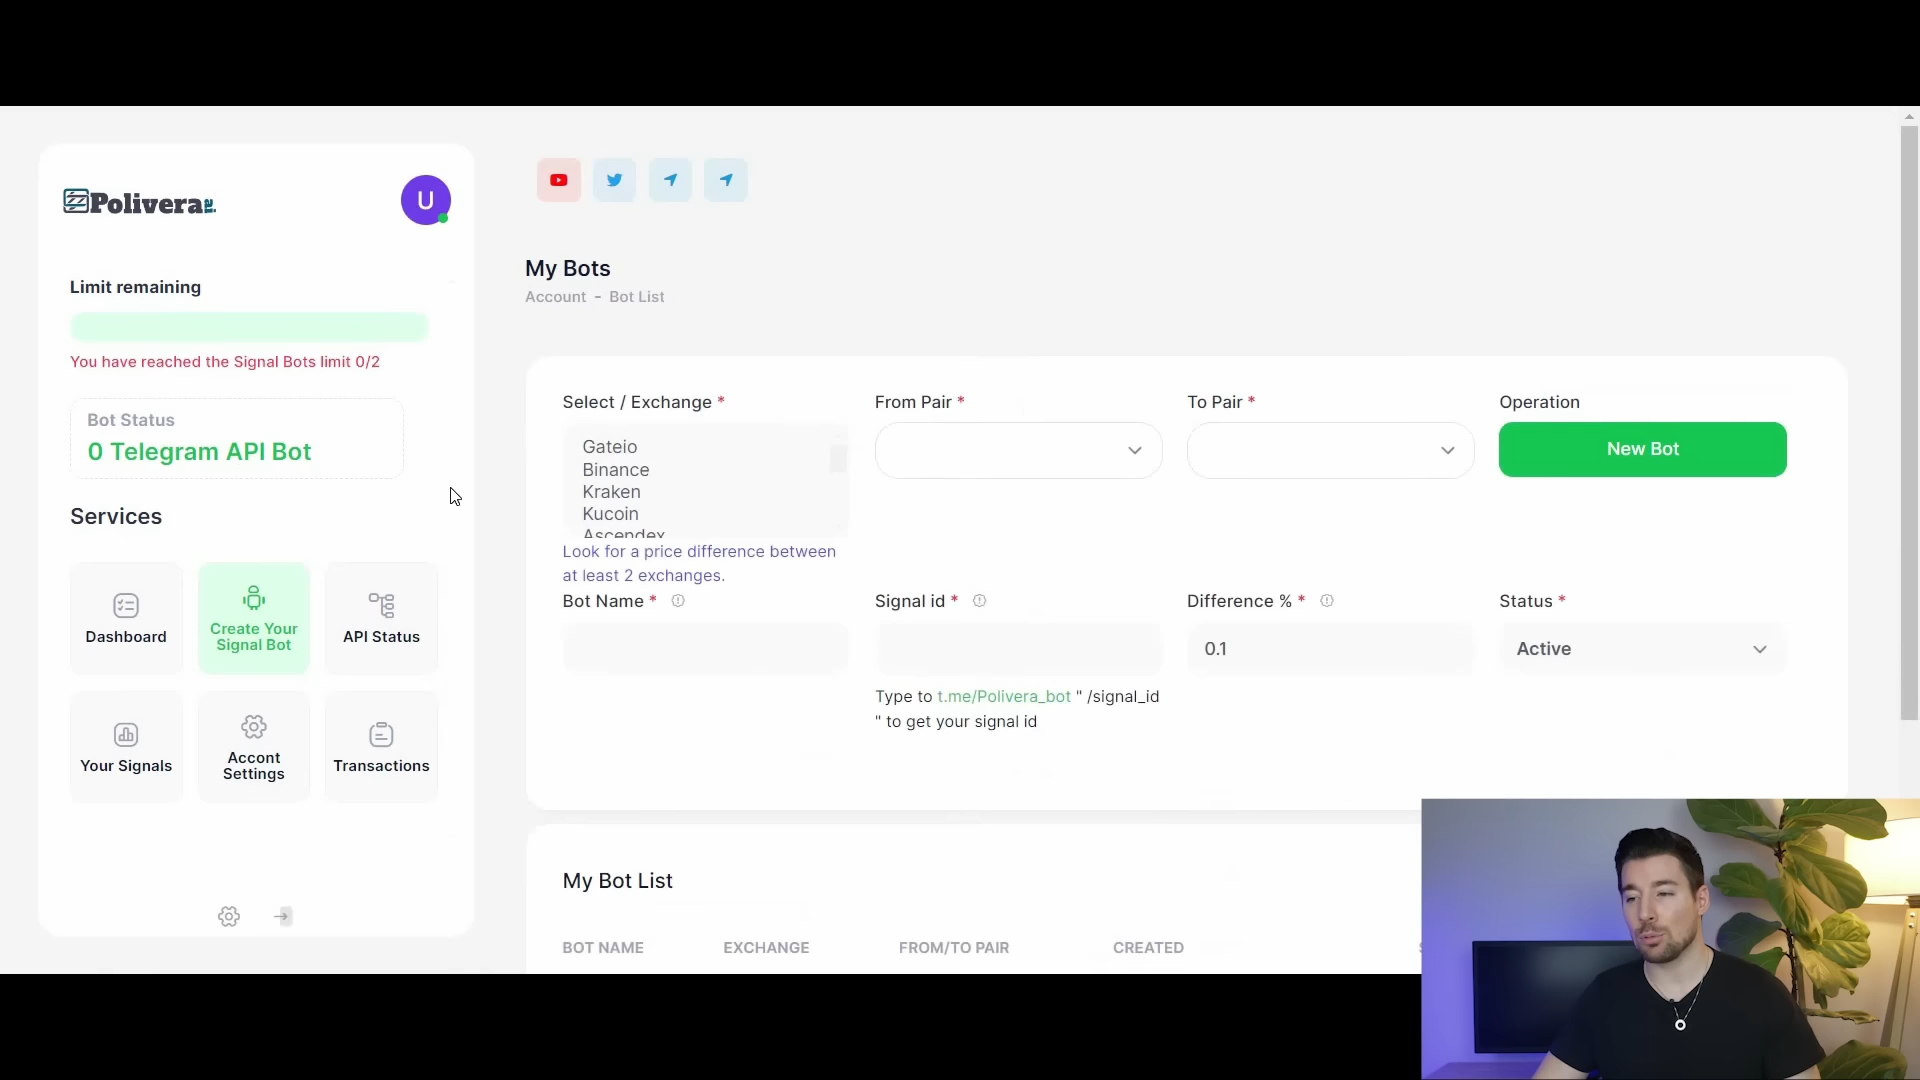 Polivera
U
Limit remaining
You have reached the Signal Bots limit 0/2
Bot Status
0 Telegram API Bot
Services
Dashboard
Create Your
Signal Bot
API Status
Your Signals
Accont
Settings
Transactions
My Bots
Account - Bot List
Select / Exchange *
Gateio
Binance
Kraken
Kucoin
Ascendex
Look for a price difference between
at least 2 exchanges.
From Pair *
To Pair *
Operation
New Bot
Bot Name *
Signal id *
Type to t.me/Polivera_bot " /signal_id
" to get your signal id
Difference % *
0.1
Status *
Active
My Bot List
BOT NAME EXCHANGE FROM/TO PAIR CREATED